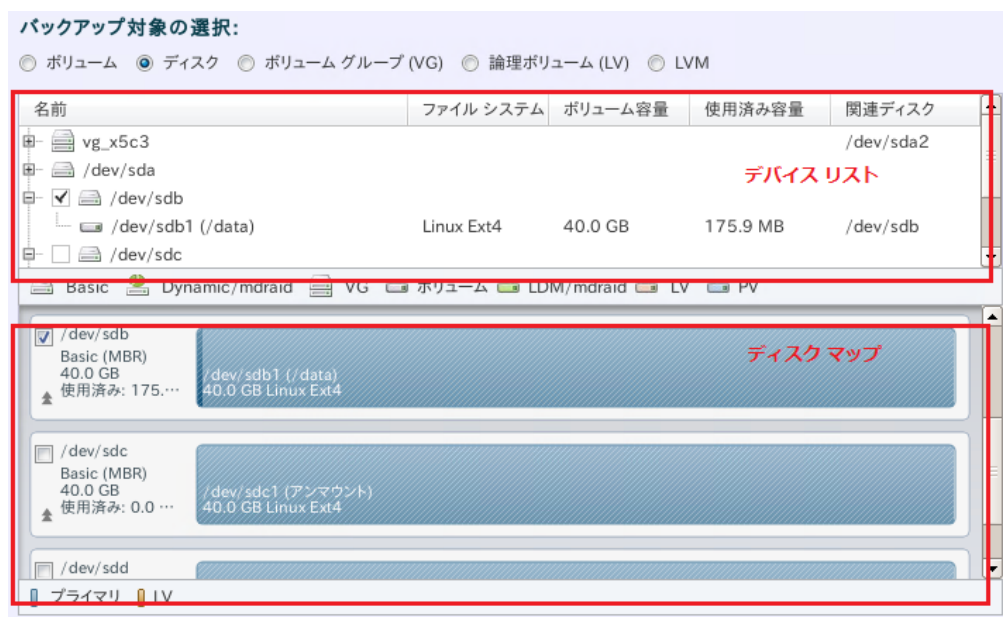 バックアップ対象の選択:
ボリューム ディスク ボリューム グループ (VG) 論理ボリューム (LV) LVM
名前 ファイル システム ボリューム容量 使用済み容量 関連ディスク
vg_x5c3 /dev/sda2
/dev/sda
デバイス リスト
/dev/sdb
/dev/sdb1 (/data) Linux Ext4 40.0 GB 175.9 MB /dev/sdb
/dev/sdc
Basic Dynamic/mdraid VG ボリューム LDM/mdraid LV PV
/dev/sdb
Basic (MBR)
40.0 GB
使用済み: 175.…
/dev/sdb1 (/data)
40.0 GB Linux Ext4
ディスク マップ
/dev/sdc
Basic (MBR)
40.0 GB
使用済み: 0.0 …
/dev/sdc1 (アンマウント)
40.0 GB Linux Ext4
/dev/sdd
プライマリ LV